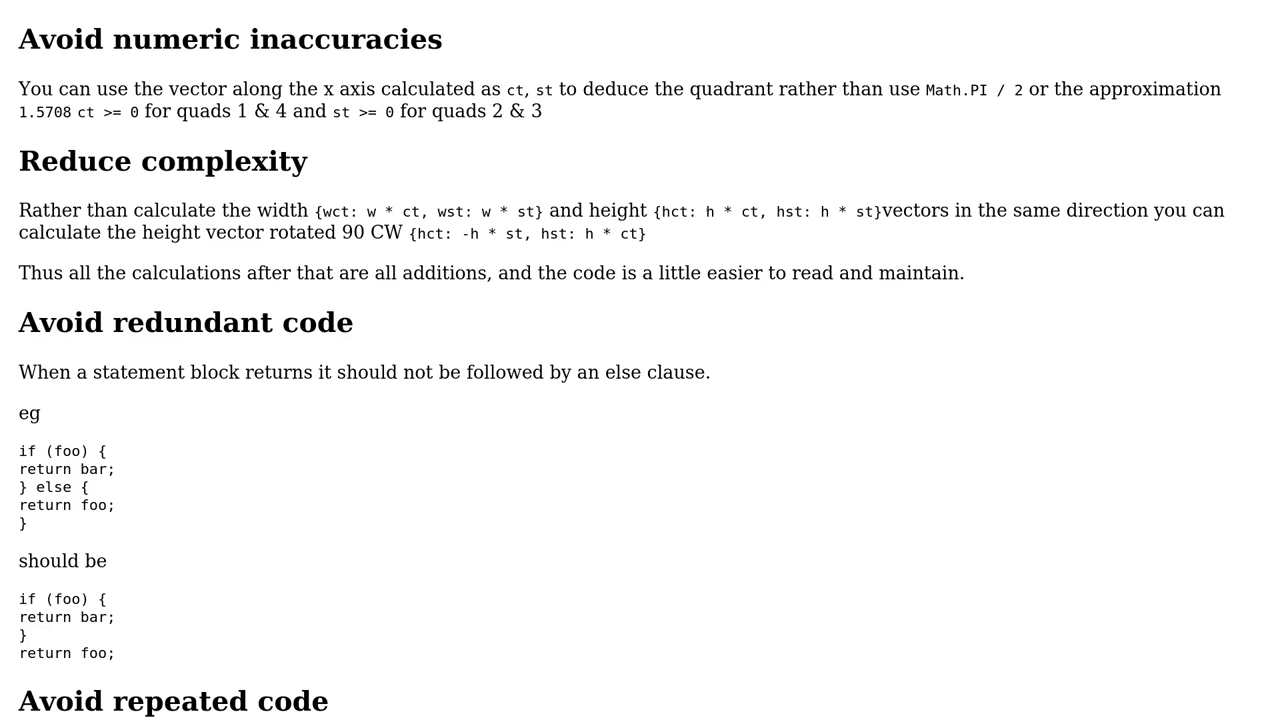 Avoid numeric inaccuracies
You can use the vector along the x axis calculated as ct, st to deduce the quadrant rather than use Math.PI / 2 or the approximation
1.5708 ct >= 0 for quads 1 & 4 and st >= 0 for quads 2 & 3
Reduce complexity
Rather than calculate the width {wct: w * ct, wst: w * st} and height {hct: h * ct, hst: h * st}vectors in the same direction you can
calculate the height vector rotated 90 CW {hct: -h * st, hst: h * ct}
Thus all the calculations after that are all additions, and the code is a little easier to read and maintain.
Avoid redundant code
When a statement block returns it should not be followed by an else clause.
eg
if (foo) {
return bar;
} else {
return foo;
}
should be
if (foo) {
return bar;
}
return foo;
Avoid repeated code